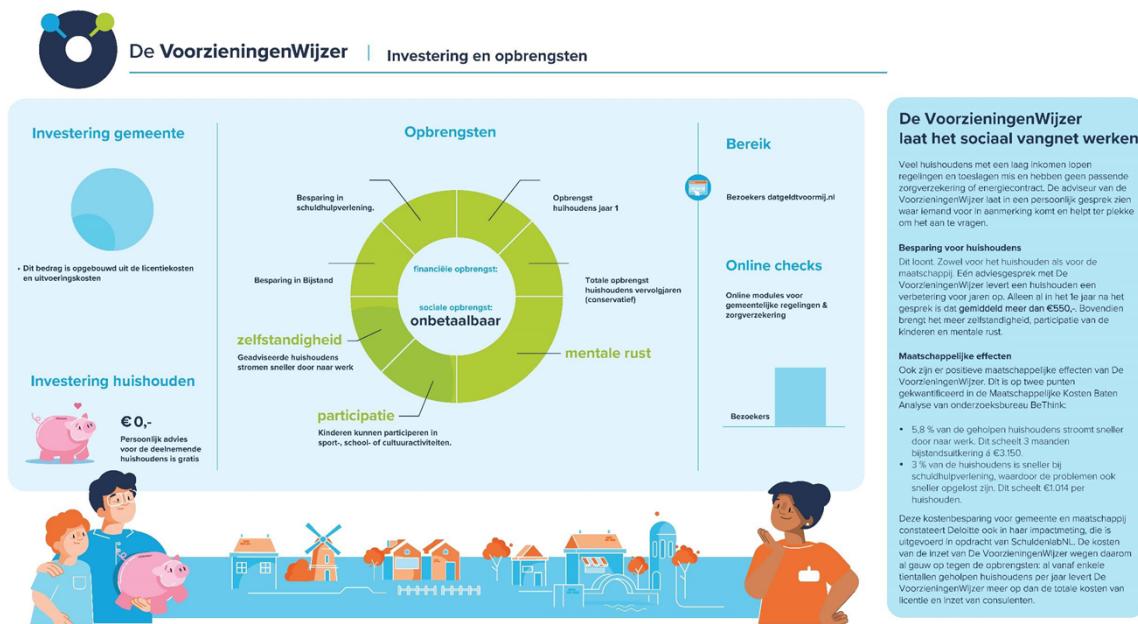 De VoorzieningenWijzer | Investering en opbrengsten
Investering gemeente
• Dit bedrag is opgebouwd uit de licentiekosten
en uitvoeringskosten
Investering huishouden
€ 0,-
Persoonlijk advies
voor de deelnemende
huishoudens is gratis
Opbrengsten
Besparing in
schuldhulpverlening.
Opbrengst
huihoudens jaar 1
Besparing in Bijstand
financiële opbrengst:
Totale opbrengst
huishoudens vervolgjaren
(conservatief)
sociale opbrengst:
onbetaalbaar
zelfstandigheid
Geadviseerde huishoudens
stromen sneller door naar werk
mentale rust
participatie
Kinderen kunnen participeren in
sport-, school- of cultuuractiviteiten.
Bereik
Bezoekers datgeldtvoormij.nl
Online checks
Online modules voor
gemeentelijke regelingen &
zorgverzekering
Bezoekers
De VoorzieningenWijzer
laat het sociaal vangnet werken
Veel huishoudens met een laag inkomen lopen
regelingen en toeslagen mis en hebben geen passende
zorgverzekering of energiecontract. De adviseur van de
VoorzieningenWijzer laat in een persoonlijk gesprek zien
waar iemand voor in aanmerking komt en helpt ter plekke
om het aan te vragen.
Besparing voor huishoudens
Dit loont. Zowel voor het huishouden als voor de
maatschappij. Eén adviesgesprek met De
VoorzieningenWijzer levert een huishouden een
verbetering voor jaren op. Alleen al in het 1e jaar na het
gesprek is dat gemiddeld meer dan €550,-. Bovendien
brengt het meer zelfstandigheid, participatie van de
kinderen en mentale rust.
Maatschappelijke effecten
Ook zijn er positieve maatschappelijke effecten van De
VoorzieningenWijzer. Dit is op twee punten
gekwantificeerd in de Maatschappelijke Kosten Baten
Analyse van onderzoeksbureau BeThink:
• 5,8 % van de geholpen huishoudens stroomt sneller
door naar werk. Dit scheelt 3 maanden
bijstandsuitkering á €3.150.
• 3 % van de huishoudens is sneller bij
schuldhulpverlening, waardoor de problemen ook
sneller opgelost zijn. Dit scheelt €1.014 per
huishouden.
Deze kostenbesparing voor gemeente en maatschappij
constateert Deloitte ook in haar impactmeting, die is
uitgevoerd in opdracht van SchuldenlabNL. De kosten
van de inzet van De VoorzieningenWijzer wegen daarom
al gauw op tegen de opbrengsten: al vanaf enkele
tientallen geholpen huishoudens per jaar levert De
VoorzieningenWijzer meer op dan de totale kosten van
licentie en inzet van consulenten.